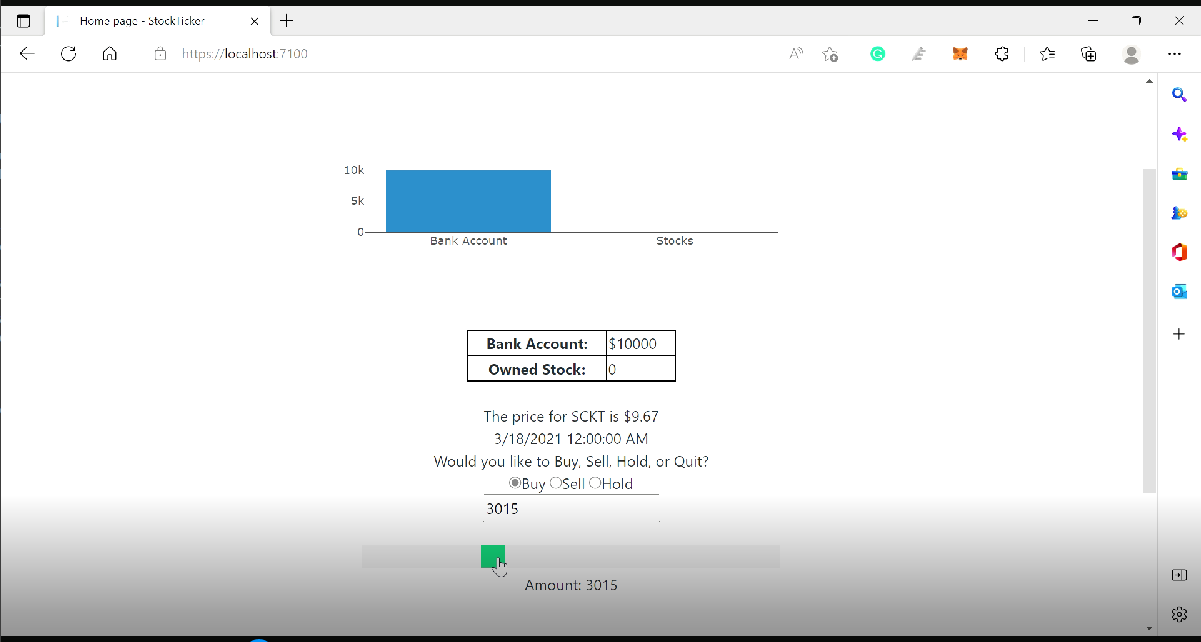 Home page - StockTicker
https://localhost:7100
10k
5k
0
Bank Account Stocks
Bank Account: $10000
Owned Stock: 0
The price for SCKT is $9.67
3/18/2021 12:00:00 AM
Would you like to Buy, Sell, Hold, or Quit?
Buy Sell Hold
3015
Amount: 3015